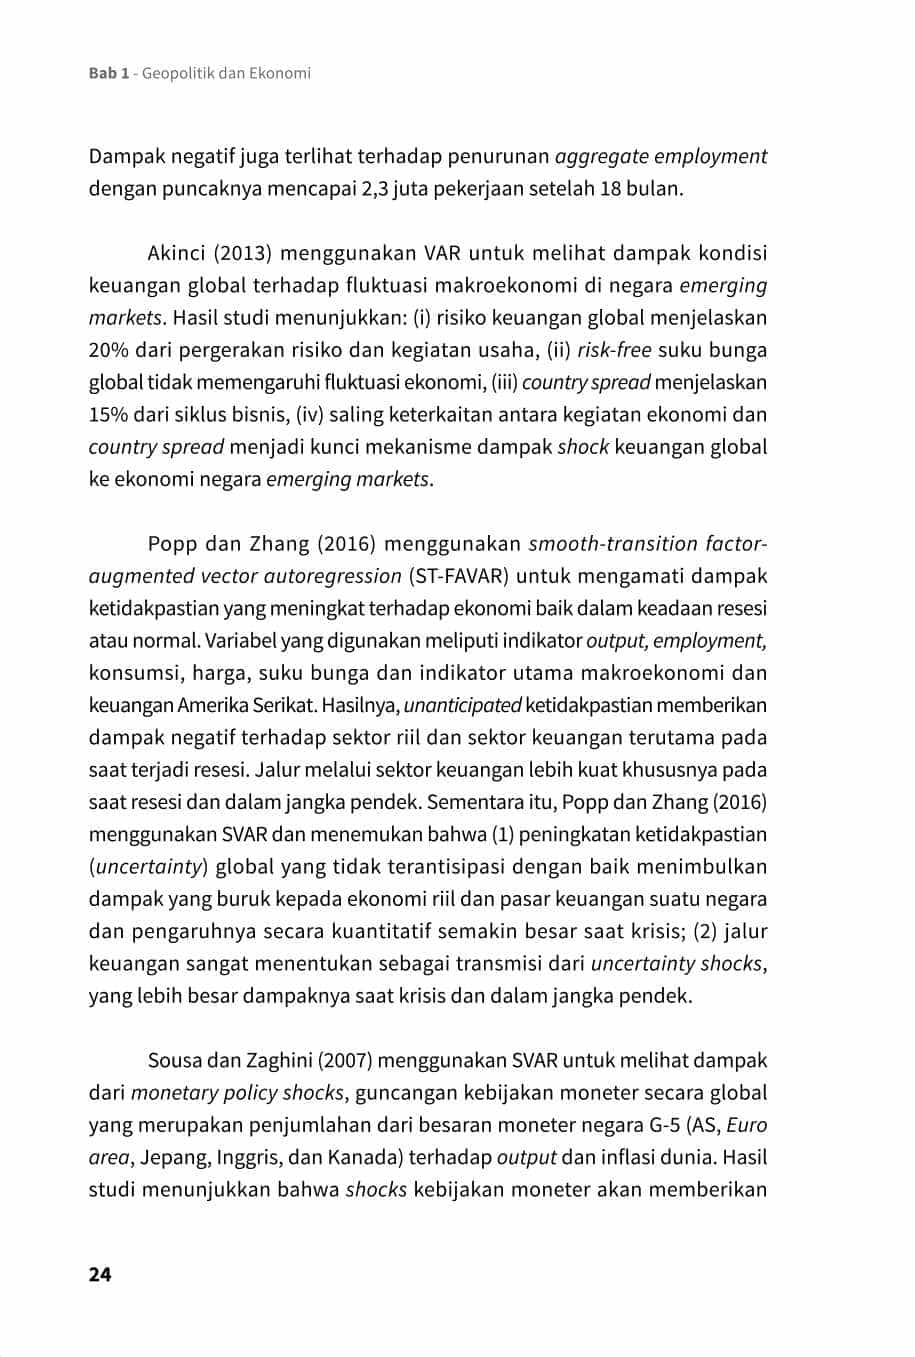 Bab 1 - Geopolitik dan Ekonomi
Dampak negatif juga terlihat terhadap penurunan aggregate employment
dengan puncaknya mencapai 2,3 juta pekerjaan setelah 18 bulan.
Akinci (2013) menggunakan VAR untuk melihat dampak kondisi
keuangan global terhadap fluktuasi makroekonomi di negara emerging
markets. Hasil studi menunjukkan: (i) risiko keuangan global menjelaskan
20% dari pergerakan risiko dan kegiatan usaha, (ii) risk-free suku bunga
global tidak memengaruhi fluktuasi ekonomi, (iii) country spread menjelaskan
15% dari siklus bisnis, (iv) saling keterkaitan antara kegiatan ekonomi dan
country spread menjadi kunci mekanisme dampak shock keuangan global
ke ekonomi negara emerging markets.
Popp dan Zhang (2016) menggunakan smooth-transition factor-
augmented vector autoregression (ST-FAVAR) untuk mengamati dampak
ketidakpastian yang meningkat terhadap ekonomi baik dalam keadaan resesi
atau normal. Variabel yang digunakan meliputi indikator output, employment,
konsumsi, harga, suku bunga dan indikator utama makroekonomi dan
keuangan Amerika Serikat. Hasilnya, unanticipated ketidakpastian memberikan
dampak negatif terhadap sektor riil dan sektor keuangan terutama pada
saat terjadi resesi. Jalur melalui sektor keuangan lebih kuat khususnya pada
saat resesi dan dalam jangka pendek. Sementara itu, Popp dan Zhang (2016)
menggunakan SVAR dan menemukan bahwa (1) peningkatan ketidakpastian
(uncertainty) global yang tidak terantisipasi dengan baik menimbulkan
dampak yang buruk kepada ekonomi riil dan pasar keuangan suatu negara
dan pengaruhnya secara kuantitatif semakin besar saat krisis; (2) jalur
keuangan sangat menentukan sebagai transmisi dari uncertainty shocks,
yang lebih besar dampaknya saat krisis dan dalam jangka pendek.
Sousa dan Zaghini (2007) menggunakan SVAR untuk melihat dampak
dari monetary policy shocks, guncangan kebijakan moneter secara global
yang merupakan penjumlahan dari besaran moneter negara G-5 (AS, Euro
area, Jepang, Inggris, dan Kanada) terhadap output dan inflasi dunia. Hasil
studi menunjukkan bahwa shocks kebijakan moneter akan memberikan
24